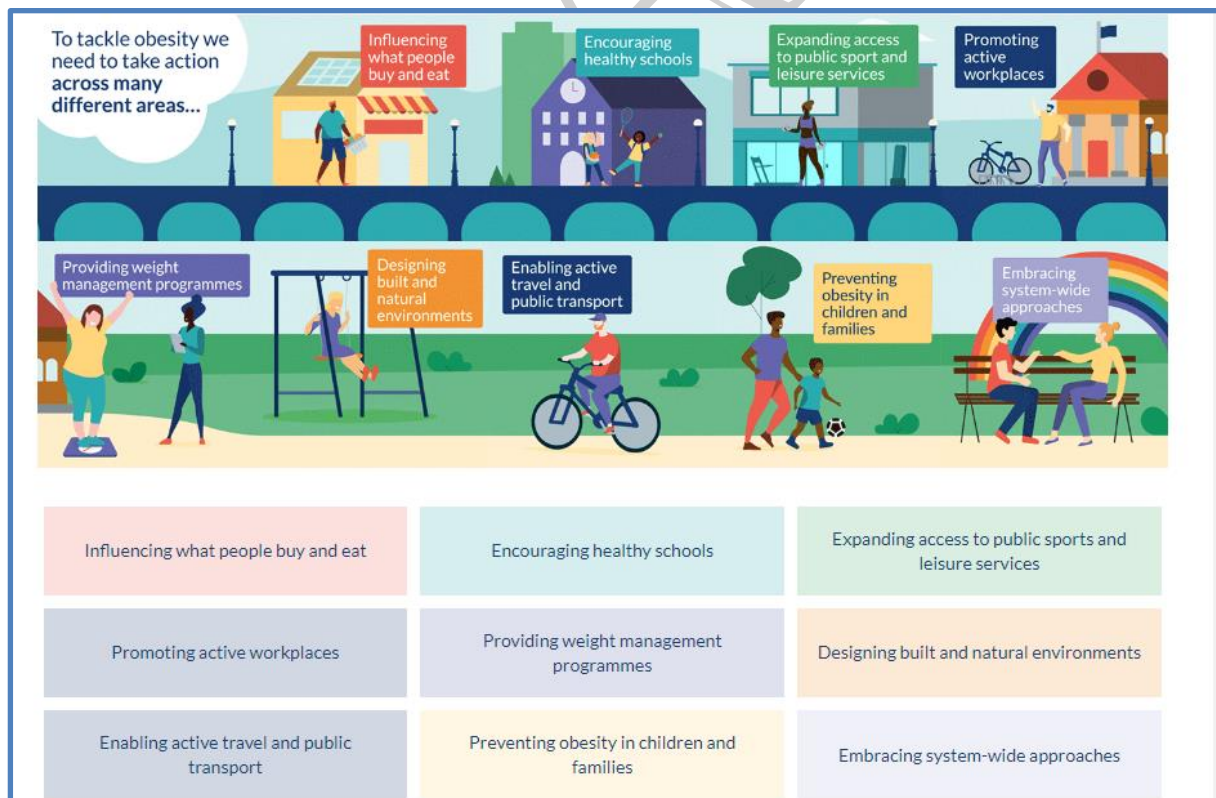 To tackle obesity we
need to take action
across many
different areas...
Influencing
what people
buy and eat
Encouraging
healthy schools
Expanding access
to public sport and
leisure services
Promoting
active
workplaces
Providing weight
management programmes
Designing
built and
natural
environments
Enabling active
travel and
public transport
Preventing
obesity in
children and
families
Embracing
system-wide
approaches
Influencing what people buy and eat
Encouraging healthy schools
Expanding access to public sports and
leisure services
Promoting active workplaces
Providing weight management
programmes
Designing built and natural environments
Enabling active travel and public
transport
Preventing obesity in children and
families
Embracing system-wide approaches